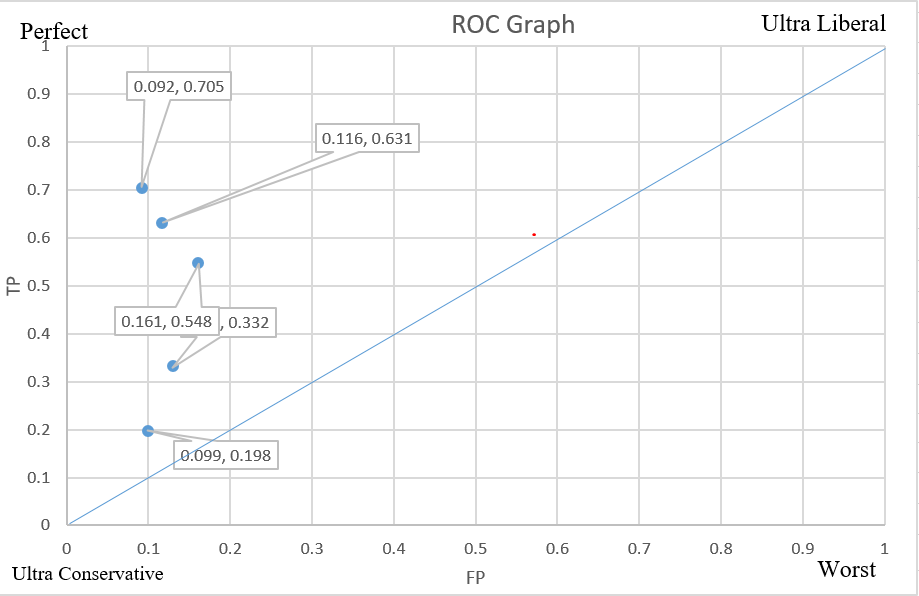 ROC Graph
Perfect
Ultra Liberal
1
0.9
0.8
0.7
0.6
0.5
0.4
0.3
0.2
0.1
0
TP
0.092, 0.705
0.116, 0.631
0.161, 0.548
, 0.332
0.099, 0.198
0 0.1 0.2 0.3 0.4 0.5 0.6 0.7 0.8 0.9 1
Ultra Conservative
FP
Worst